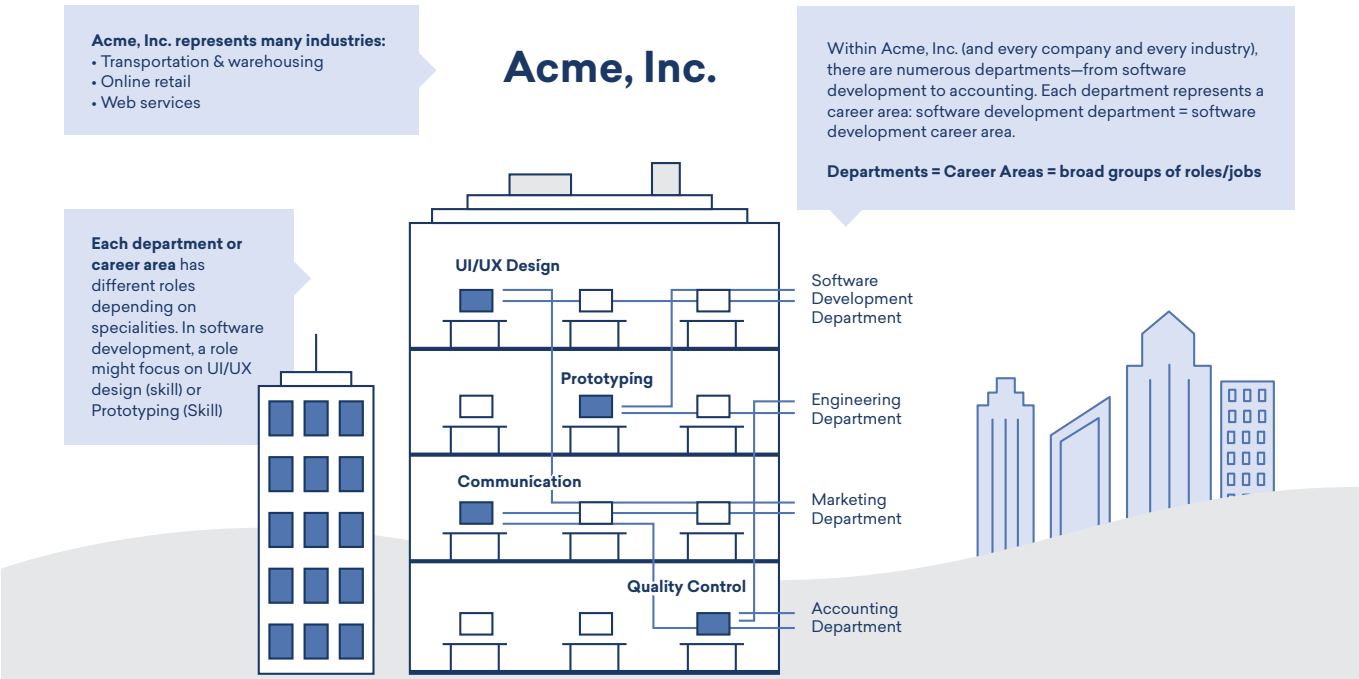 Acme, Inc. represents many industries:
• Transportation & warehousing
• Online retail
• Web services
Acme, Inc.
Within Acme, Inc. (and every company and every industry),
there are numerous departments—from software
development to accounting. Each department represents a
career area: software development department = software
development career area.
Departments = Career Areas = broad groups of roles/jobs
Each department or
career area has
different roles
depending on
specialities. In software
development, a role
might focus on UI/UX
design (skill) or
Prototyping (Skill)
UI/UX Design
Software
Development
Department
Prototyping
Engineering
Department
Communication
Marketing
Department
Quality Control
Accounting
Department